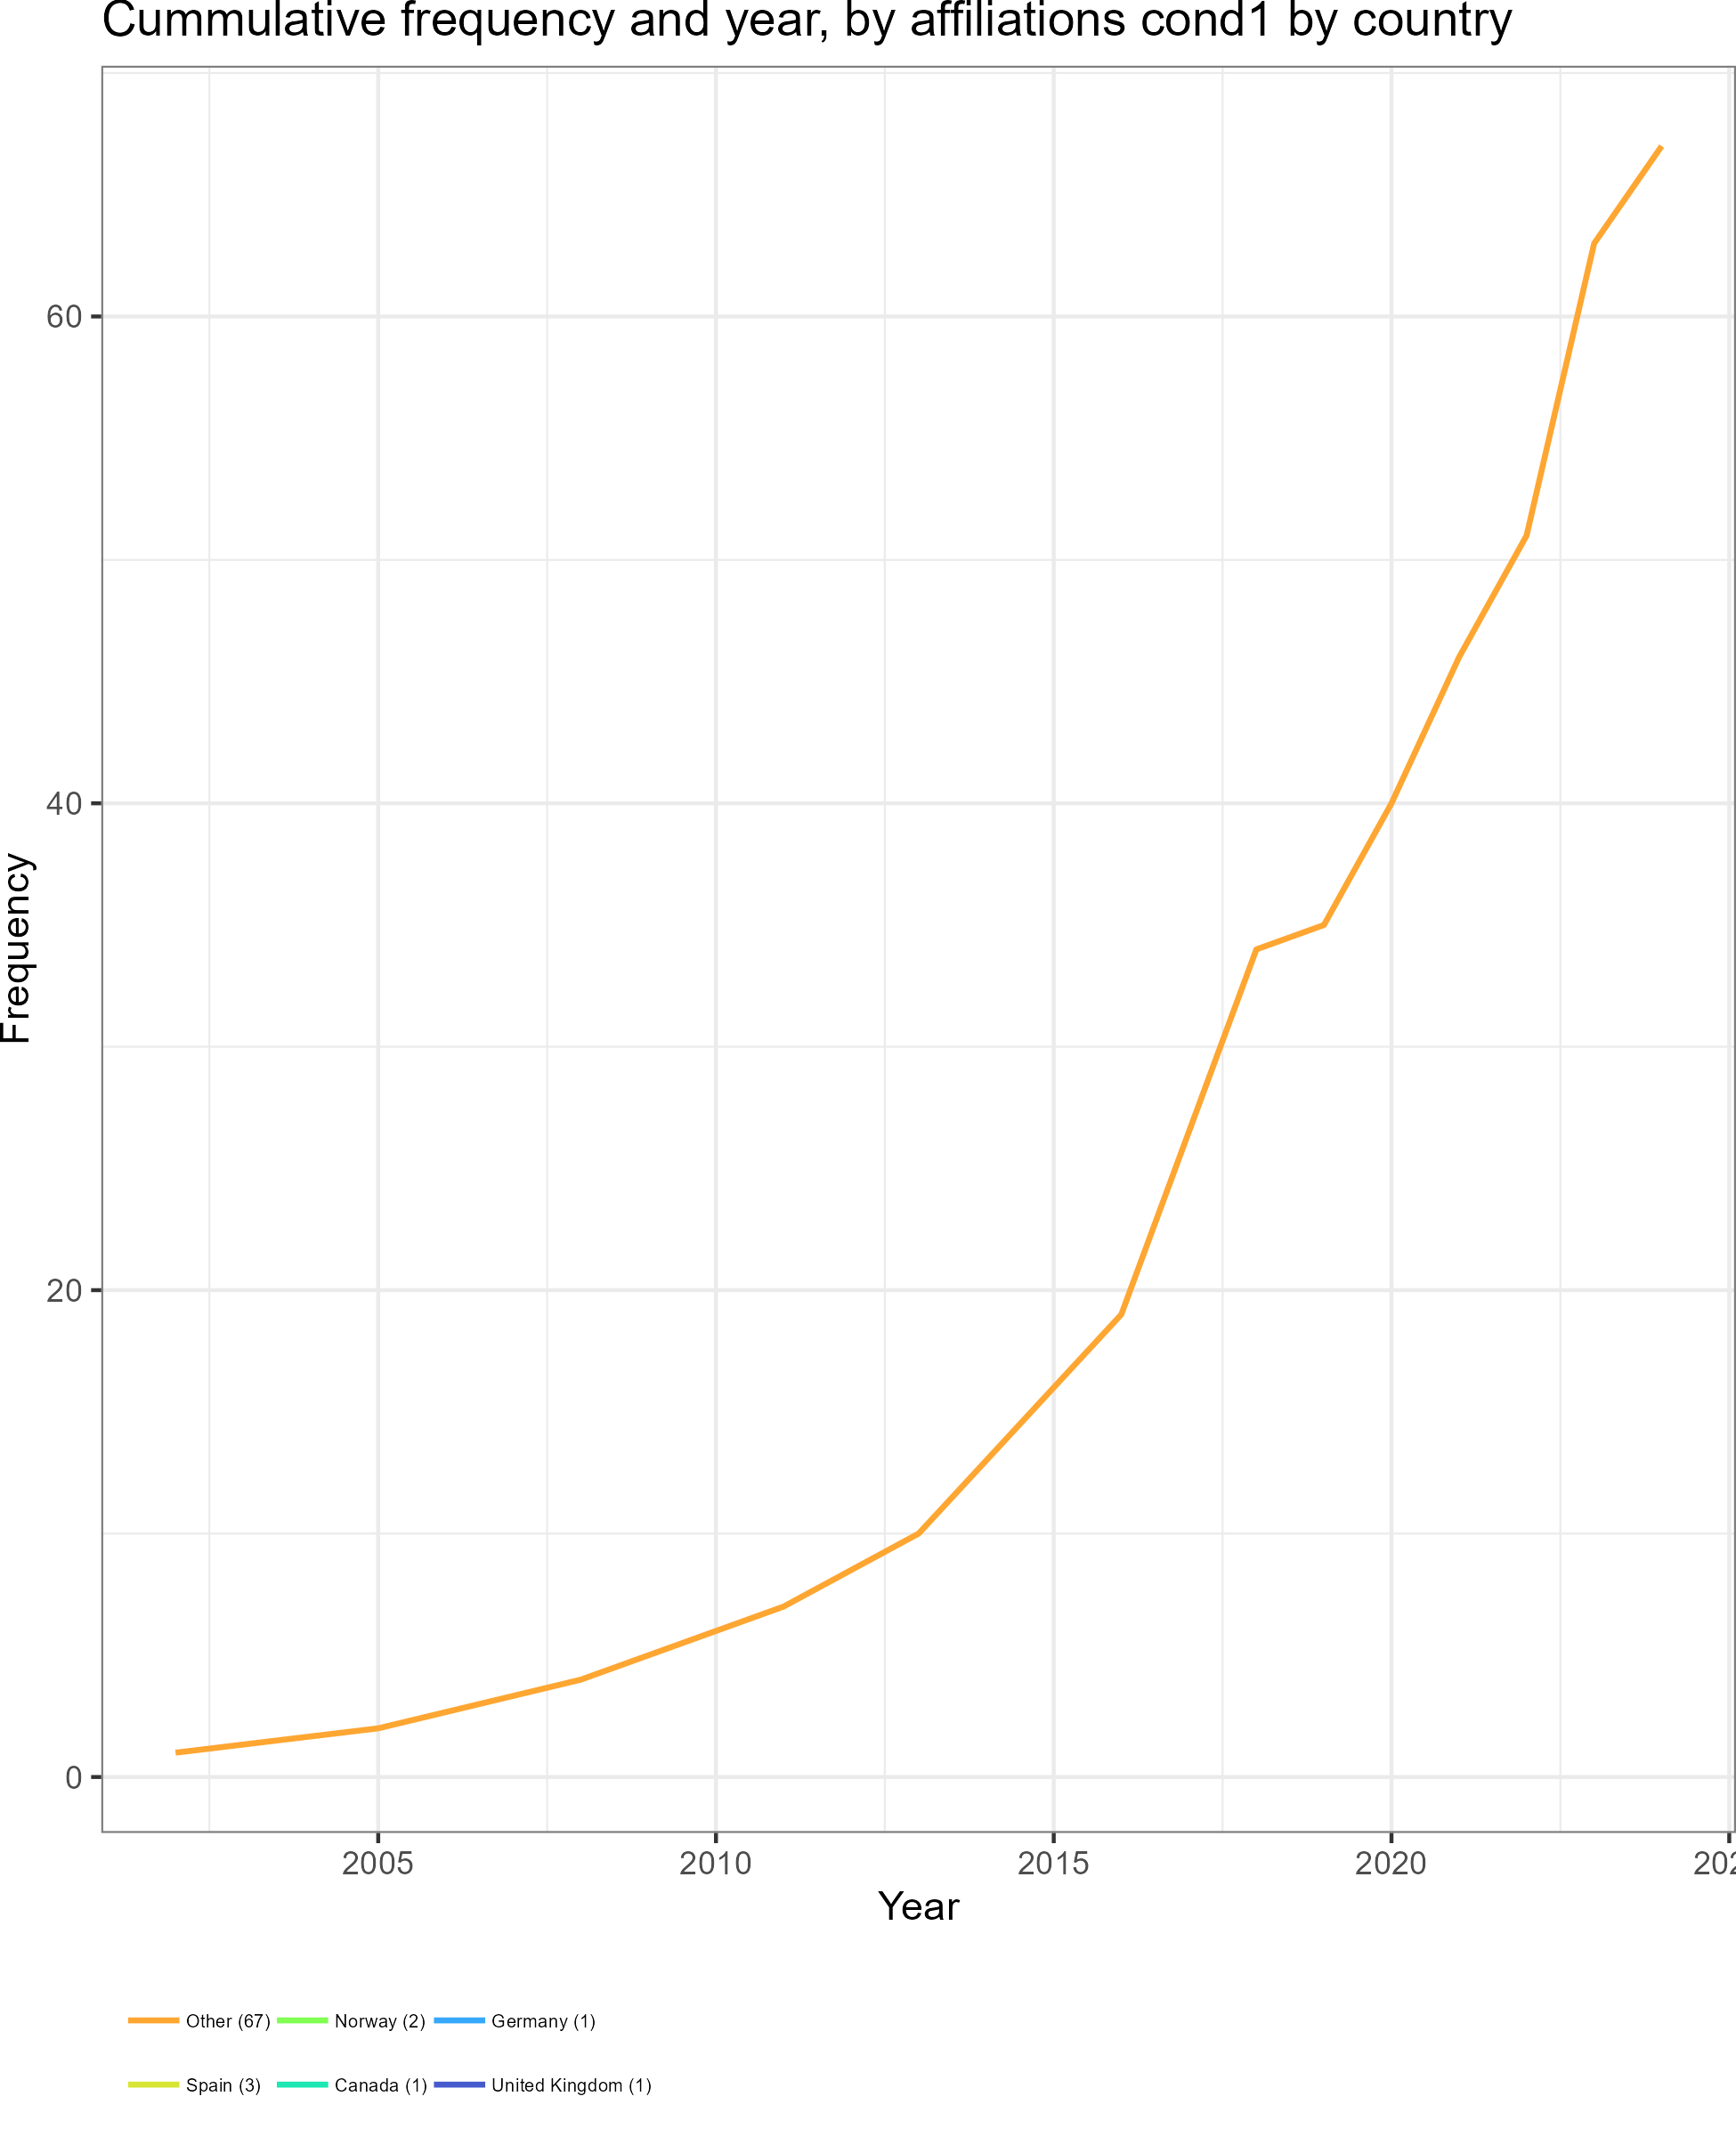 Cummulative frequency and year, by affiliations cond1 by country
Frequency
60
40
20
0
2005 2010 2015 2020 202
Year
Other (67) Norway (2) Germany (1)
Spain (3) Canada (1) United Kingdom (1)